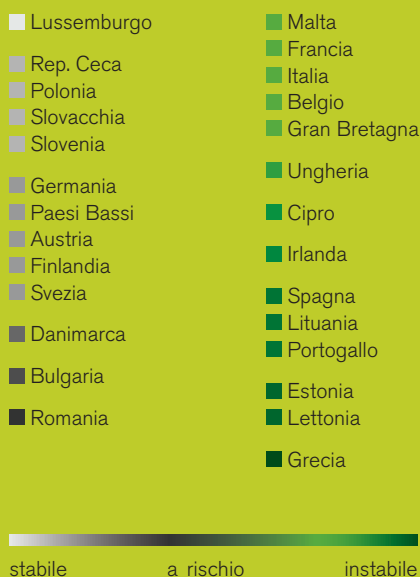 Lussemburgo
Rep. Ceca
Polonia
Slovacchia
Slovenia
Germania
Paesi Bassi
Austria
Finlandia
Svezia
Danimarca
Bulgaria
Romania
Malta
Francia
Italia
Belgio
Gran Bretagna
Ungheria
Cipro
Irlanda
Spagna
Lituania
Portogallo
Estonia
Lettonia
Grecia
stabile a rischio instabile